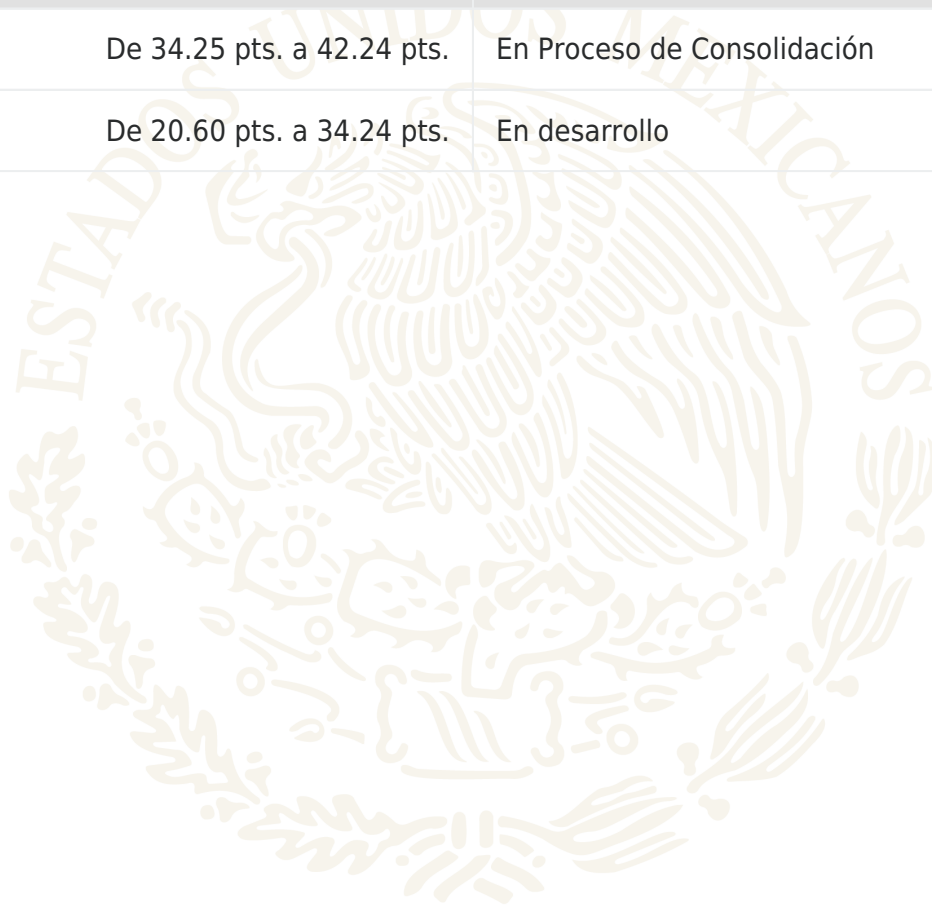 De 34.25 pts. a 42.24 pts. En Proceso de Consolidación
De 20.60 pts. a 34.24 pts. En desarrollo
ESTADOS UNIDOS MEXICANOS